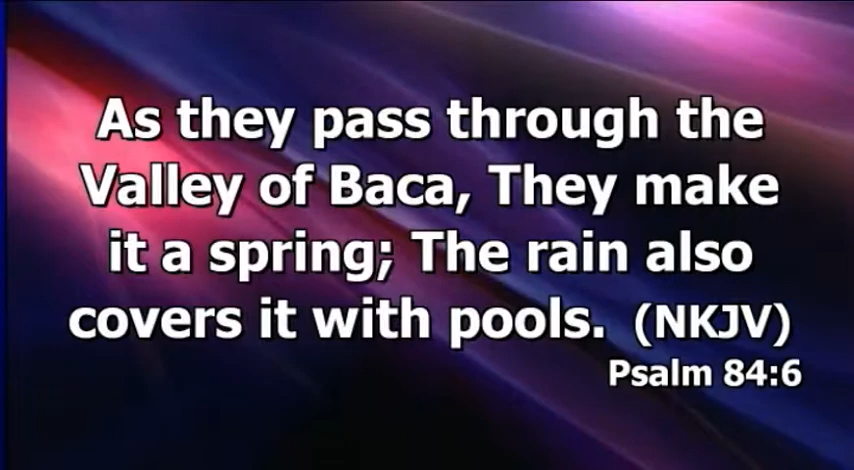 As they pass through the
Valley of Baca, They make
it a spring; The rain also
covers it with pools. (NKJV)
Psalm 84:6